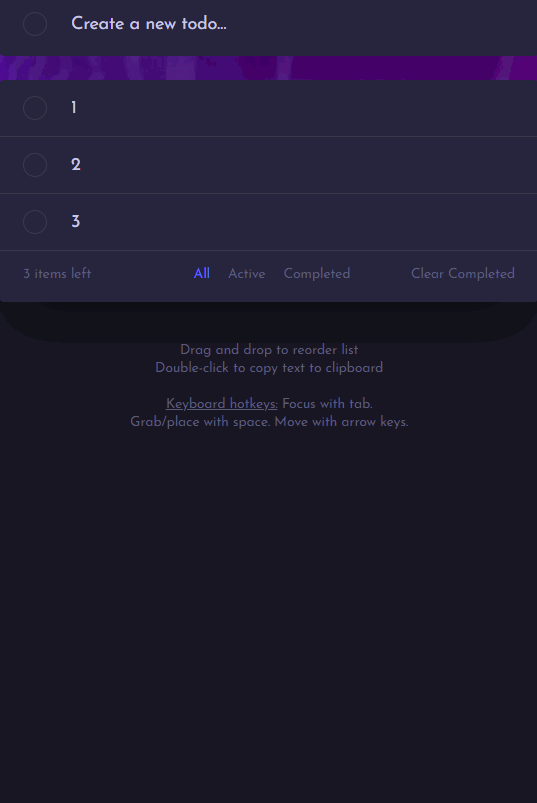 Create a new todo...
1
2
3
3 items left All Active Completed Clear Completed
Drag and drop to reorder list
Double-click to copy text to clipboard
Keyboard hotkeys: Focus with tab.
Grab/place with space. Move with arrow keys.